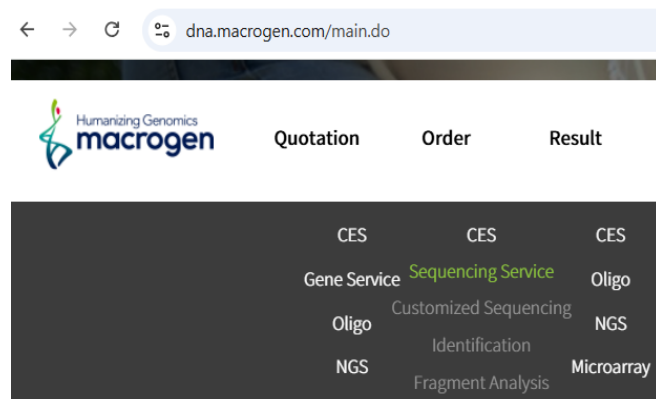 dna.macrogen.com/main.do
Humanizing Genomics
macrogen
Quotation Order Result
CES CES CES
Gene Service Sequencing Service Oligo
Customized Sequencing
Oligo NGS
Identification
NGS Microarray
Fragment Analysis